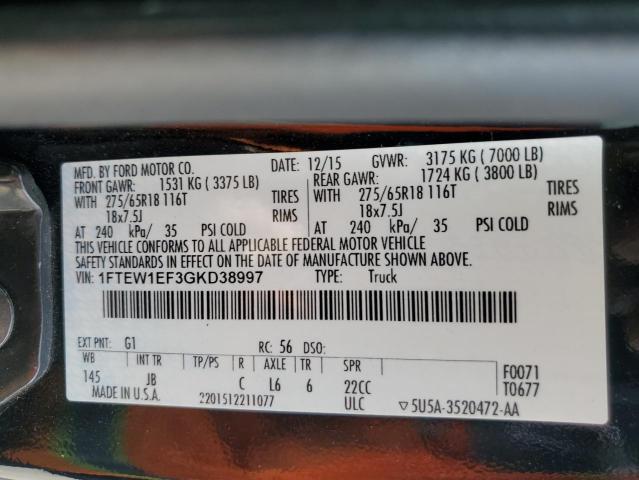 MFD. BY FORD MOTOR CO.
DATE: 12/15 GVWR: 3175 KG ( 7000 LB)
FRONT GAWR: 1531 KG ( 3375 LB) REAR GAWR: 1724 KG ( 3800 LB)
WITH 275/65R18 116T TIRES WITH 275/65R18 116T TIRES
18x7.5J RIMS 18x7.5J RIMS
AT 240 kPa/ 35 PSI COLD AT 240 kPa/ 35 PSI COLD
THIS VEHICLE CONFORMS TO ALL APPLICABLE FEDERAL MOTOR VEHICLE
SAFETY STANDARDS IN EFFECT ON THE DATE OF MANUFACTURE SHOWN ABOVE.
VIN: 1FTEW1EF3GKD38997 TYPE: Truck
EXT PNT: G1 RC: 56 DSO:
WB INT TR TP/PS R AXLE TR SPR F0071
145 JB C L6 6 22CC T0677
MADE IN U.S.A. 2201512211077 ULC ▽5U5A-3520472-AA